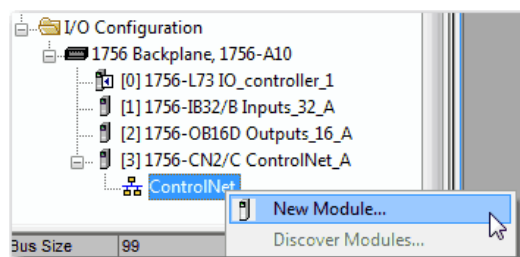 I/O Configuration
1756 Backplane, 1756-A10
[0] 1756-L73 IO_controller_1
[1] 1756-IB32/B Inputs_32_A
[2] 1756-OB16D Outputs_16_A
[3] 1756-CN2/C ControlNet_A
ControlNet
New Module...
Discover Modules...
Bus Size 99